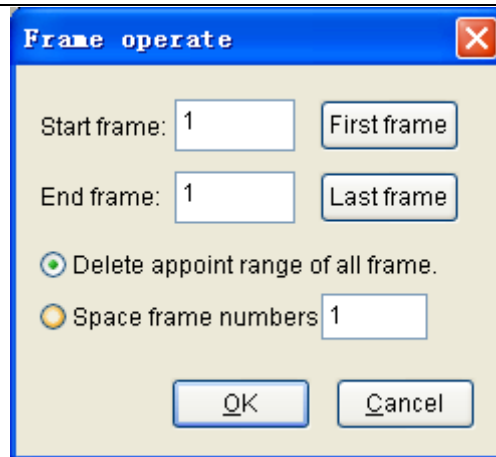 Frame operate
Start frame: 1 First frame
End frame: 1 Last frame
Delete appoint range of all frame.
Space frame numbers 1
OK Cancel